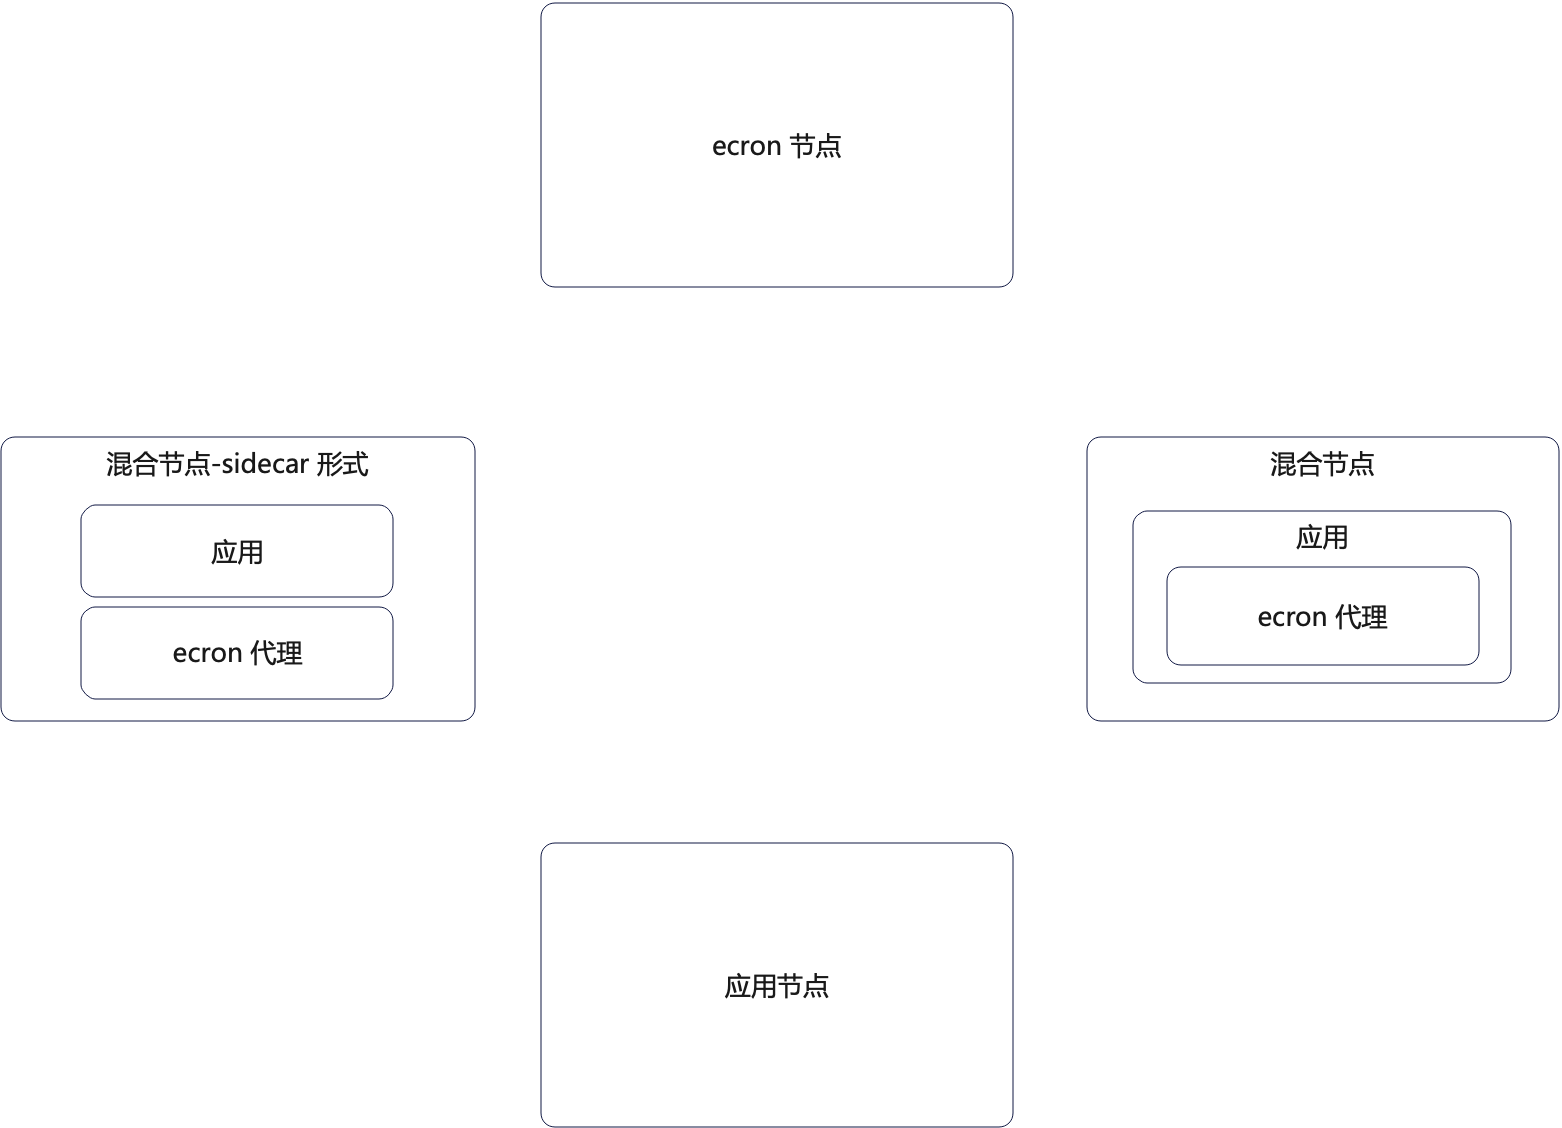 ecron 节点
混合节点-sidecar 形式
应用
ecron 代理
混合节点
应用
ecron 代理
应用节点